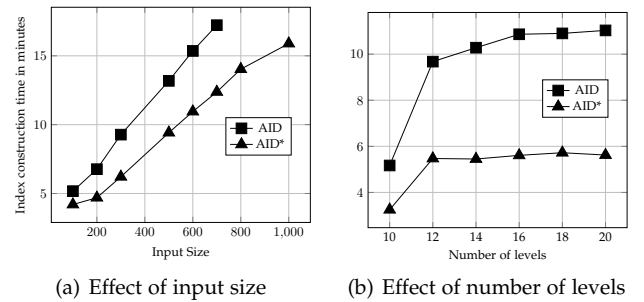 Index construction time in minutes
15
10
5
200
400
600
800
1,000
Input Size
AID
AID*
(a) Effect of input size
10
8
6
4
10
12
14
16
18
20
Number of levels
AID
AID*
(b) Effect of number of levels